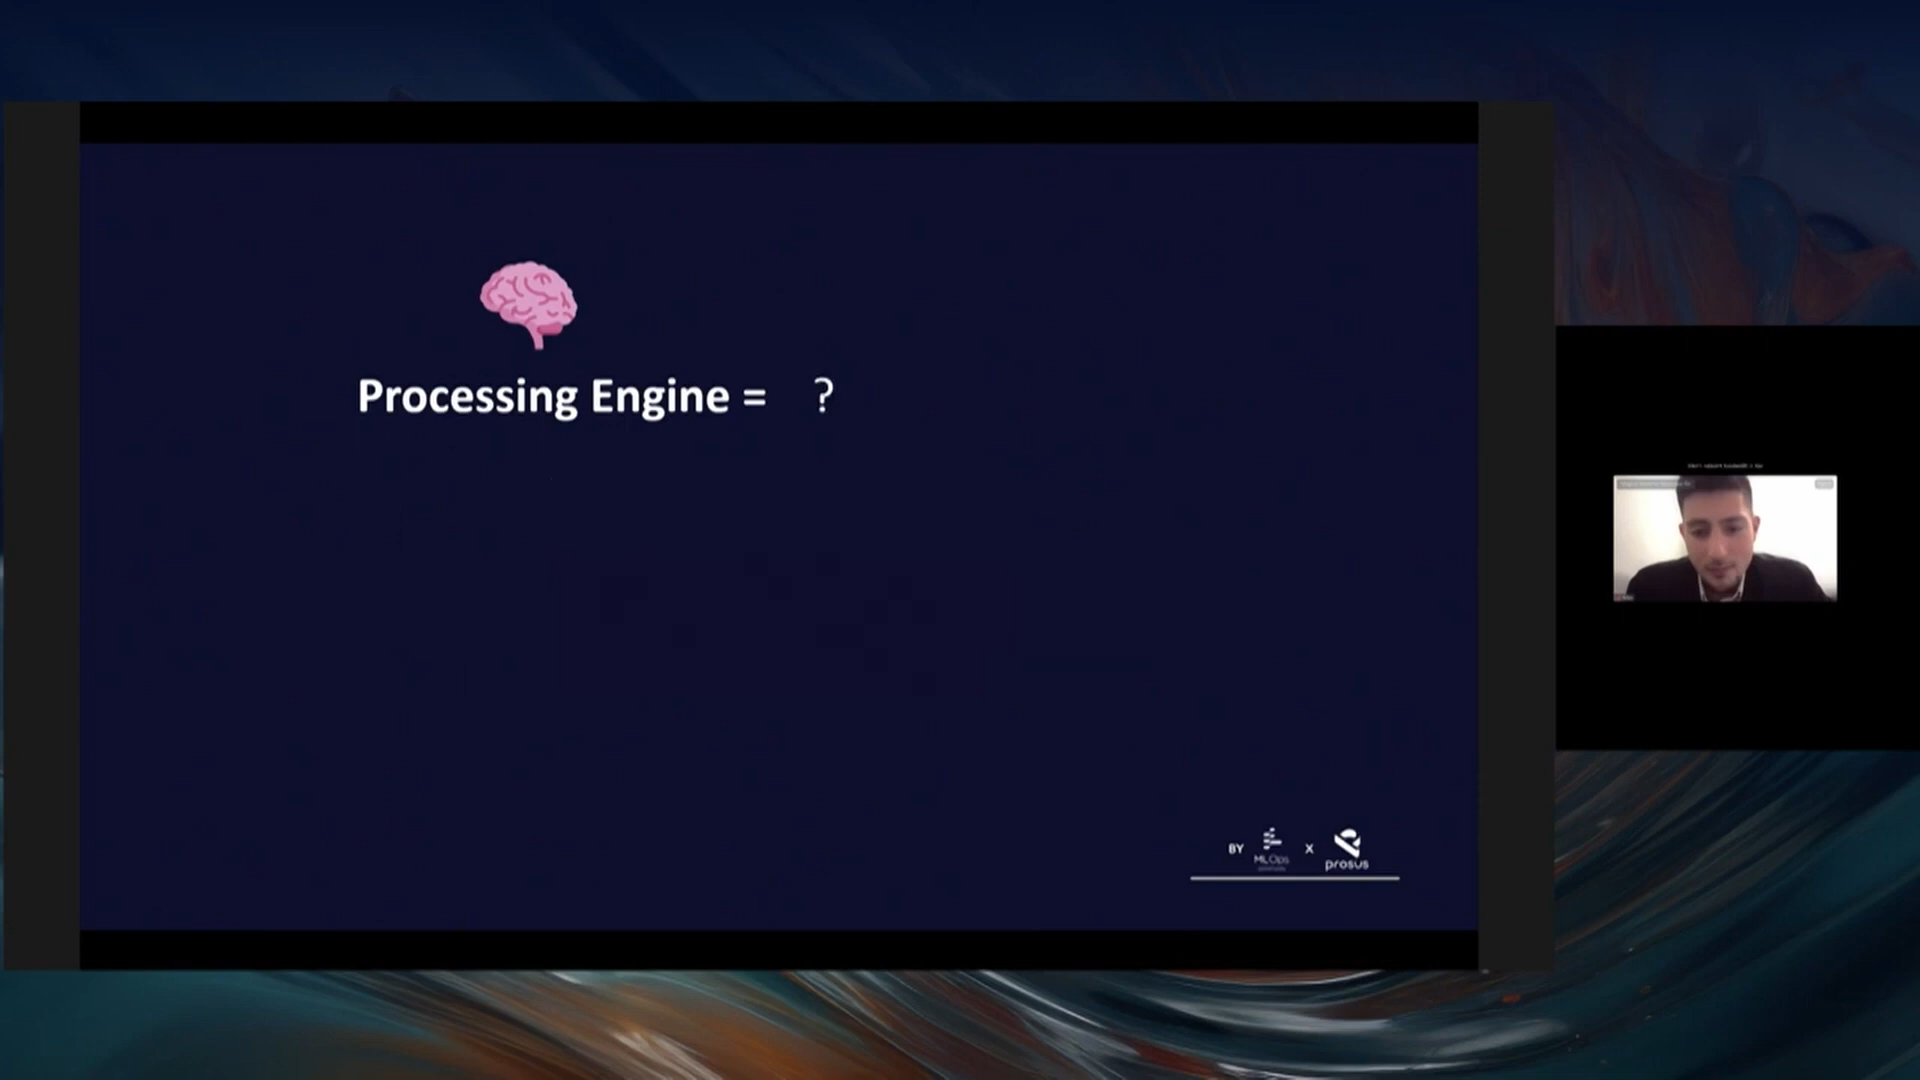 Processing Engine = ?
BY MLOps X prosus